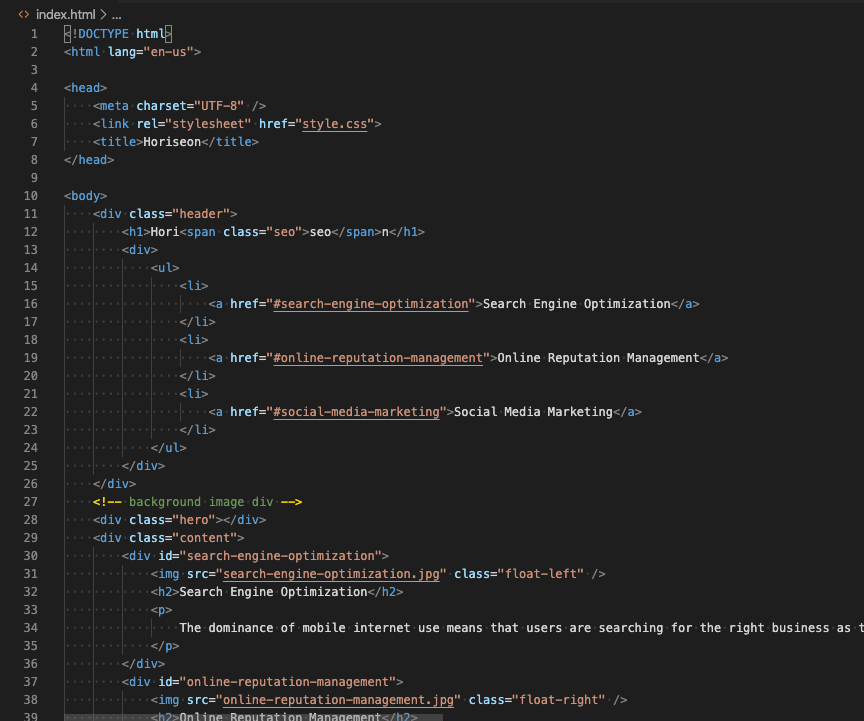 <> index.html > ...
1 <!DOCTYPE html>
2 <html lang="en-us">
3
4 <head>
5     <meta charset="UTF-8" />
6     <link rel="stylesheet" href="style.css">
7     <title>Horiseon</title>
8 </head>
9
10 <body>
11     <div class="header">
12         <h1>Hori<span class="seo">seo</span>n</h1>
13         <div>
14             <ul>
15                 <li>
16                     <a href="#search-engine-optimization">Search Engine Optimization</a>
17                 </li>
18                 <li>
19                     <a href="#online-reputation-management">Online Reputation Management</a>
20                 </li>
21                 <li>
22                     <a href="#social-media-marketing">Social Media Marketing</a>
23                 </li>
24             </ul>
25         </div>
26     </div>
27     <!-- background image div -->
28     <div class="hero"></div>
29     <div class="content">
30         <div id="search-engine-optimization">
31             <img src="search-engine-optimization.jpg" class="float-left" />
32             <h2>Search Engine Optimization</h2>
33             <p>
34                 The dominance of mobile internet use means that users are searching for the right business as
35             </p>
36         </div>
37         <div id="online-reputation-management">
38             <img src="online-reputation-management.jpg" class="float-right" />
39             <h2>Online Reputation Management</h2>